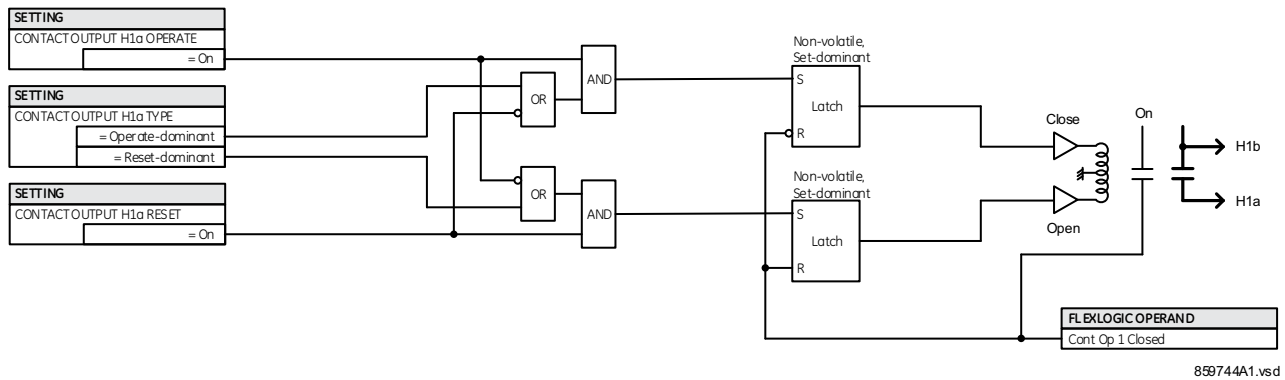 SETTING
CONTACT OUTPUT H1a OPERATE
= On
SETTING
CONTACT OUTPUT H1a TYPE
= Operate-dominant
= Reset-dominant
SETTING
CONTACT OUTPUT H1a RESET
= On
OR
AND
OR
AND
Non-volatile,
Set-dominant
S
Latch
R
Non-volatile,
Set-dominant
S
Latch
R
Close
Open
On
H1b
H1a
FLEXLOGIC OPERAND
Cont Op 1 Closed
859744A1.vsd